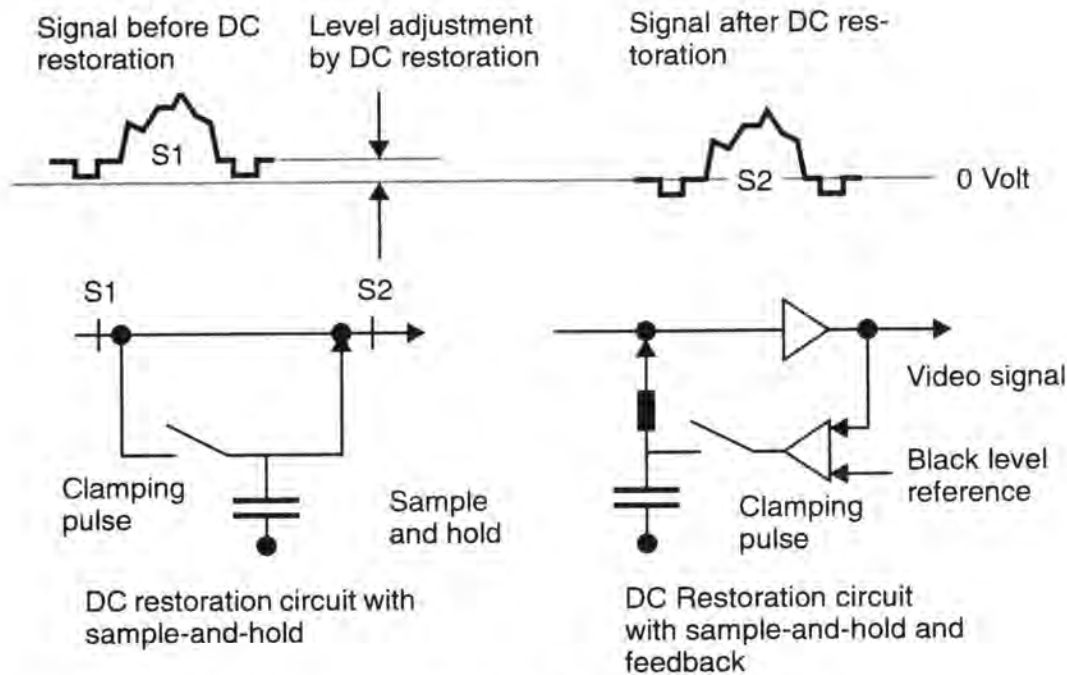 Signal before DC
restoration
Level adjustment
by DC restoration
Signal after DC res-
toration
S1
S2
0 Volt
S1
S2
Video signal
Clamping
pulse
Sample
and hold
Clamping
pulse
Black level
reference
DC restoration circuit with
sample-and-hold
DC Restoration circuit
with sample-and-hold and
feedback